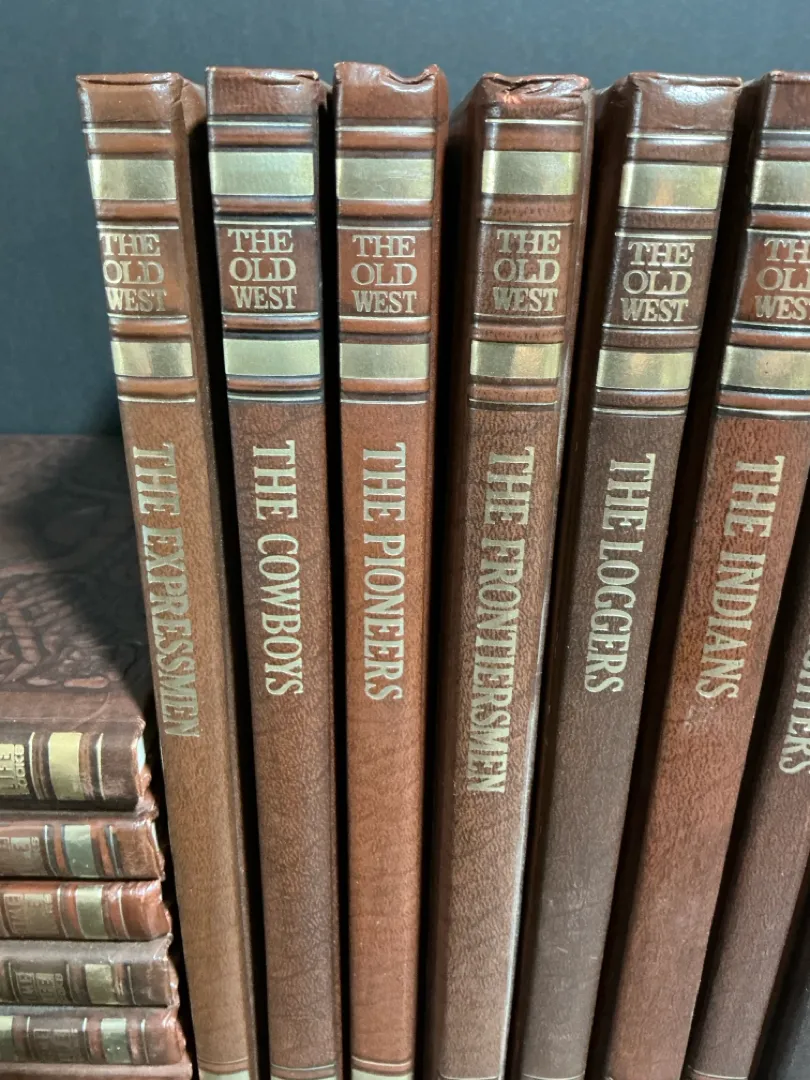 THE
OLD
WEST
THE EXPRESSMEN
THE
OLD
WEST
THE COWBOYS
THE
OLD
WEST
THE PIONEERS
THE
OLD
WEST
THE FRONTIERSMEN
THE
OLD
WEST
THE LOGGERS
OLD
THE INDIANS